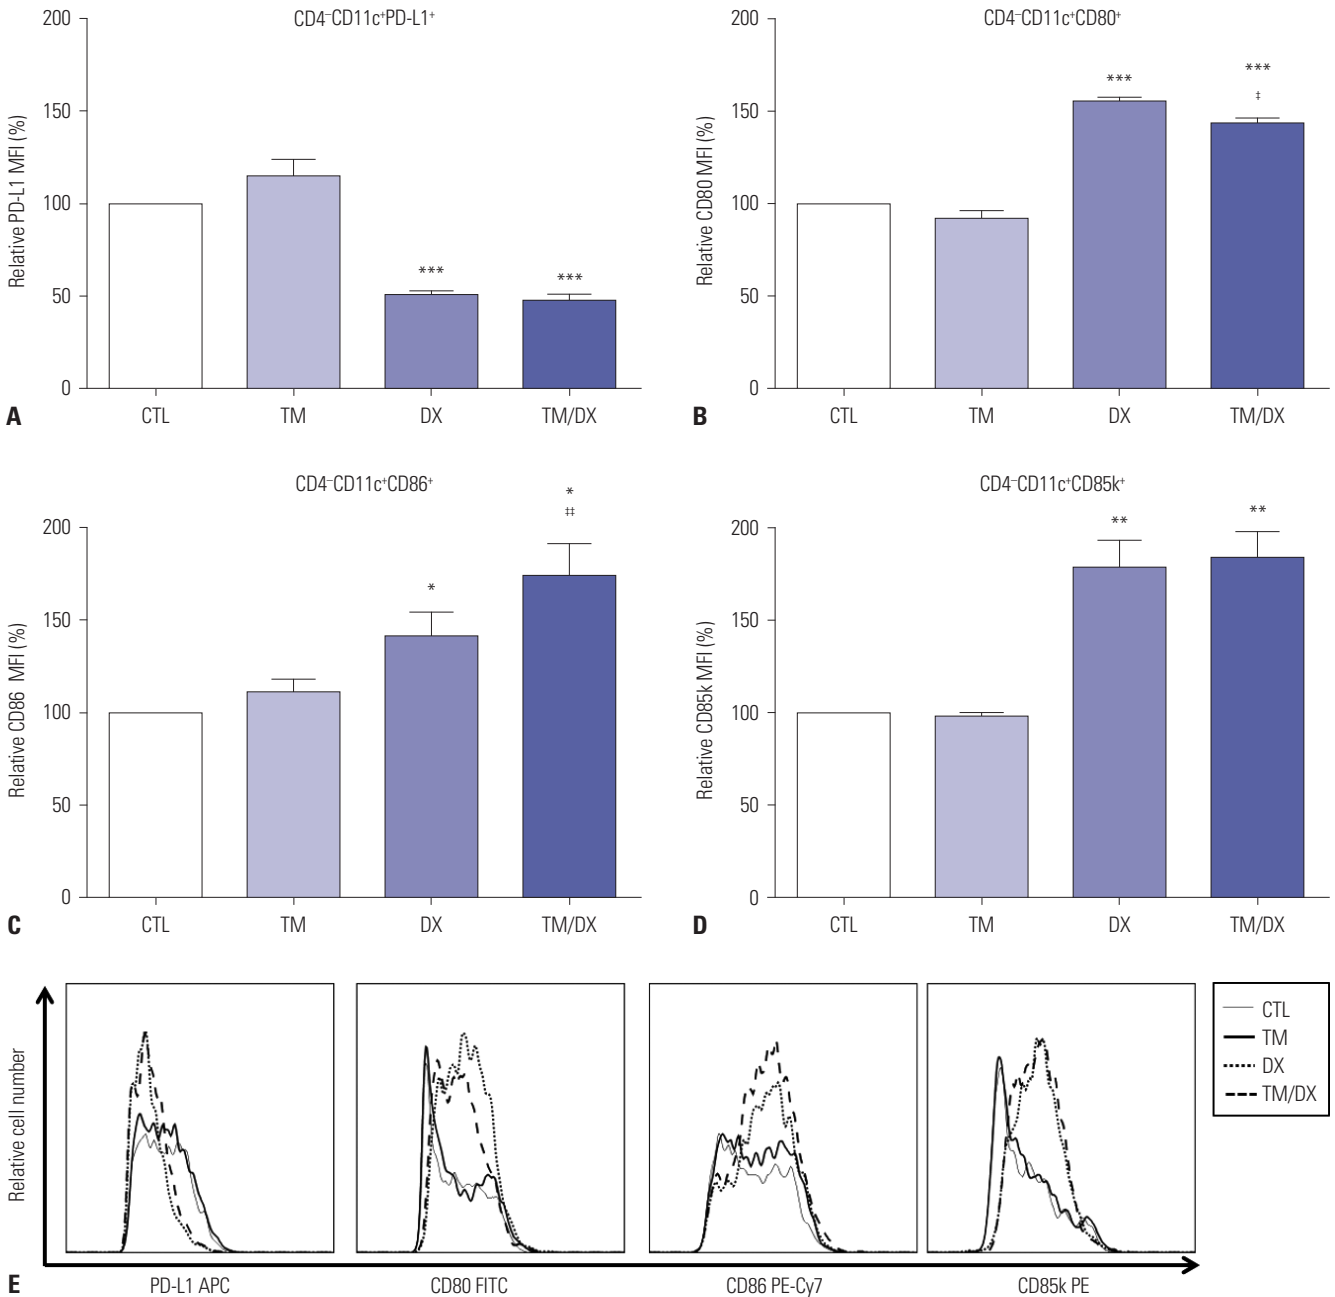 CD4⁻CD11c⁺PD-L1⁺
200
150
100
50
0
Relative PD-L1 MFI (%)
***
***
CTL TM DX TM/DX
A
CD4⁻CD11c⁺CD80⁺
200
150
100
50
0
Relative CD80 MFI (%)
***
***
‡
CTL TM DX TM/DX
B
CD4⁻CD11c⁺CD86⁺
200
150
100
50
0
Relative CD86 MFI (%)
*
*
‡‡
CTL TM DX TM/DX
C
CD4⁻CD11c⁺CD85k⁺
200
150
100
50
0
Relative CD85k MFI (%)
**
**
CTL TM DX TM/DX
D
Relative cell number
CTL
TM
DX
TM/DX
PD-L1 APC CD80 FITC CD86 PE-Cy7 CD85k PE
E